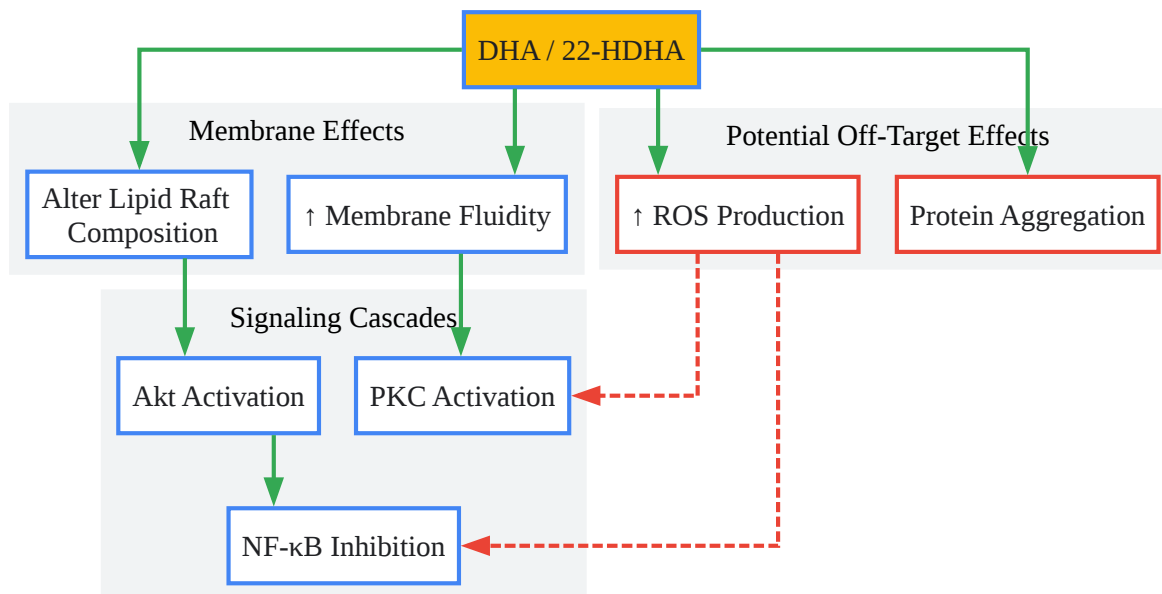 DHA / 22-HDHA
Membrane Effects
Potential Off-Target Effects
Alter Lipid Raft
Composition
↑ Membrane Fluidity
↑ ROS Production
Protein Aggregation
Signaling Cascades
Akt Activation
PKC Activation
NF-κB Inhibition